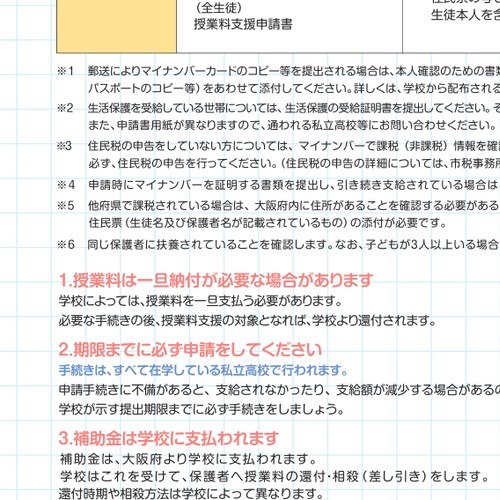 （全生徒）
授業料支援申請書
生徒本人を含
※1 郵送によりマイナンバーカードのコピー等を提出される場合は、本人確認のための書類
パスポートのコピー等）をあわせて添付してください。詳しくは、学校から配布される
※2 生活保護を受給している世帯については、生活保護の受給証明書を提出してください。そ
また、申請書用紙が異なりますので、通われる私立高校等にお問い合わせください。
※3 住民税の申告をしていない方については、マイナンバーで課税（非課税）情報を確認
必ず、住民税の申告を行ってください。（住民税の申告の詳細については、市税事務所
※4 申請時にマイナンバーを証明する書類を提出し、引き続き支給されている場合は
※5 他府県で課税されている場合は、大阪府内に住所があることを確認する必要がある
住民票（生徒名及び保護者名が記載されているもの）の添付が必要です。
※6 同じ保護者に扶養されていることを確認します。なお、子どもが3人以上いる場合
1.授業料は一旦納付が必要な場合があります
学校によっては、授業料を一旦支払う必要があります。
必要な手続きの後、授業料支援の対象となれば、学校より還付されます。
2.期限までに必ず申請をしてください
手続きは、すべて在学している私立高校で行われます。
申請手続きに不備があると、支給されなかったり、支給額が減少する場合があるの
学校が示す提出期限までに必ず手続きをしましょう。
3.補助金は学校に支払われます
補助金は、大阪府より学校に支払われます。
学校はこれを受けて、保護者へ授業料の還付・相殺（差し引き）をします。
還付時期や相殺方法は学校によって異なります。